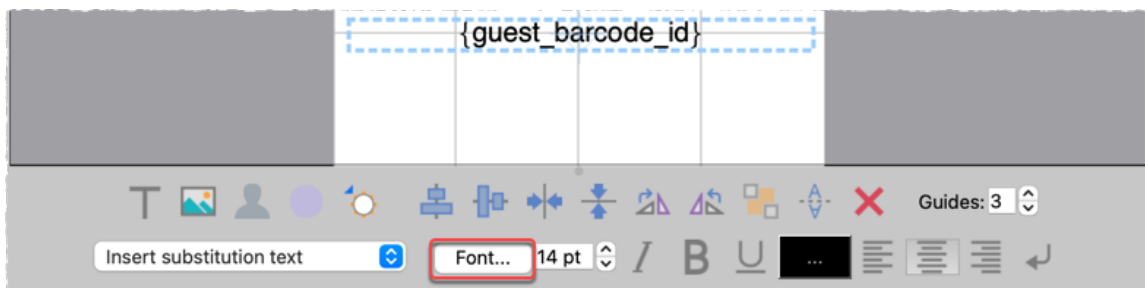 {guest_barcode_id}
Guides: 3
Insert substitution text Font... 14 pt I B U ...